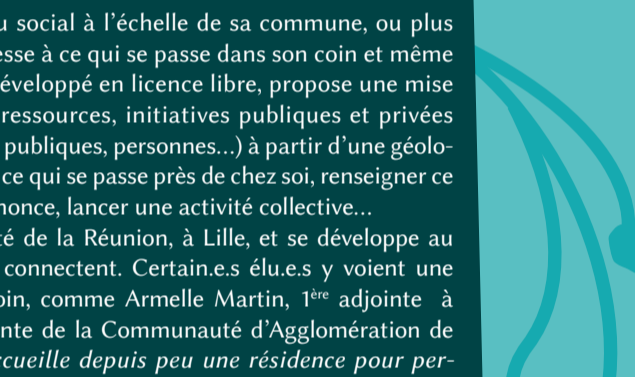 u social à l'échelle de sa commune, ou plus
esse à ce qui se passe dans son coin et même
éveloppé en licence libre, propose une mise
ressources, initiatives publiques et privées
publiques, personnes...) à partir d'une géolo-
ce qui se passe près de chez soi, renseigner ce
nonce, lancer une activité collective...
té de la Réunion, à Lille, et se développe au
connectent. Certain.e.s élu.e.s y voient une
oin, comme Armelle Martin, 1ère adjointe à
nte de la Communauté d'Agglomération de
ccueille depuis peu une résidence pour per-